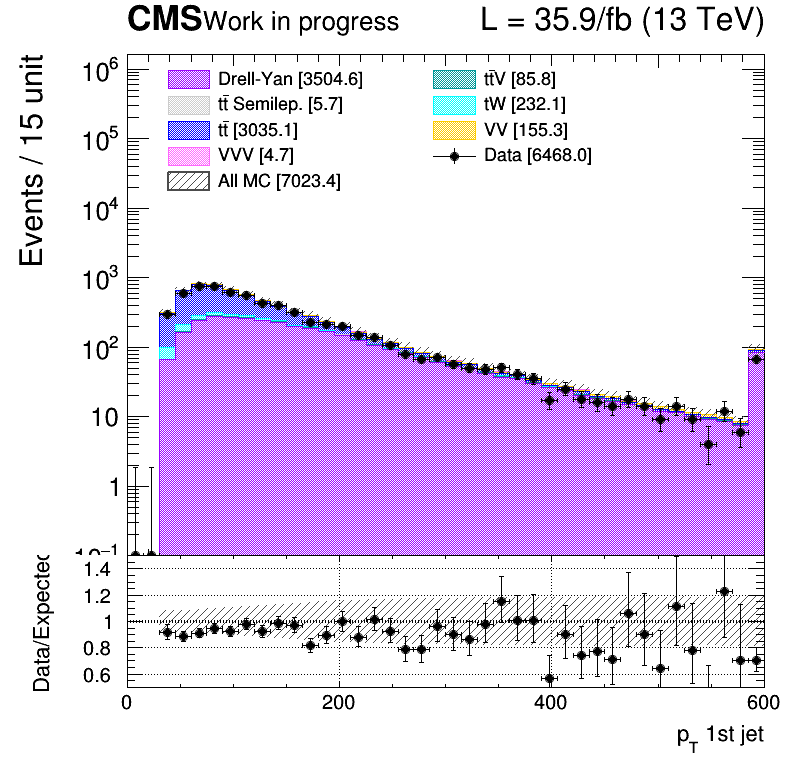 CMS Work in progress L = 35.9/fb (13 TeV)
Events / 15 unit
Drell-Yan [3504.6]
tt̄V [85.8]
tt̄ Semilep. [5.7]
tW [232.1]
tt̄ [3035.1]
VV [155.3]
VVV [4.7]
Data [6468.0]
All MC [7023.4]
10⁶
10⁵
10⁴
10³
10²
10
1
10⁻¹
Data/Expected
1.4
1.2
1
0.8
0.6
0 200 400 600
p_T 1st jet